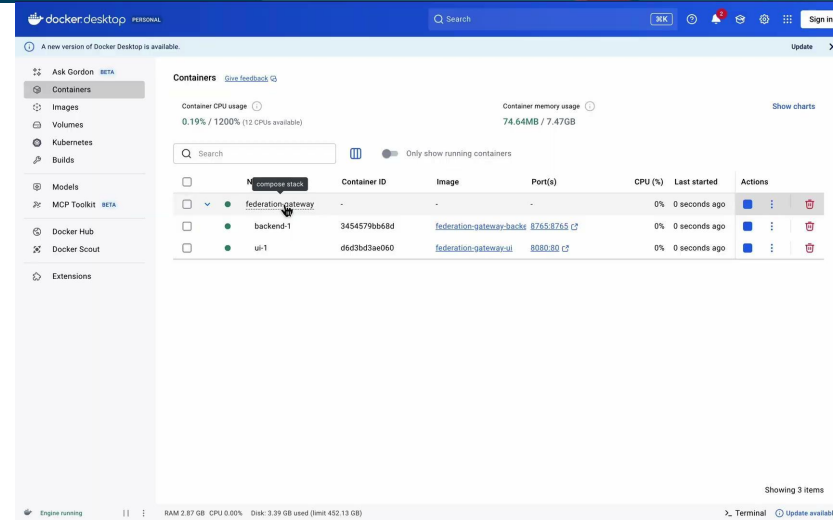 docker.desktop PERSONAL
Search
⌘K
2
Sign in
A new version of Docker Desktop is available.
Update
Ask Gordon BETA
Containers
Images
Volumes
Kubernetes
Builds
Models
MCP Toolkit BETA
Docker Hub
Docker Scout
Extensions
Containers Give feedback
Container CPU usage
0.19% / 1200% (12 CPUs available)
Container memory usage
74.64MB / 7.47GB
Show charts
Search
Only show running containers
compose stack
Container ID Image Port(s) CPU (%) Last started Actions
federation-gateway - - - 0% 0 seconds ago
backend-1 3454579bb68d federation-gateway-backe 8765:8765 0% 0 seconds ago
ui-1 d6d3bd3ae060 federation-gateway-ui 8080:80 0% 0 seconds ago
Showing 3 items
Engine running
RAM 2.87 GB CPU 0.00% Disk: 3.39 GB used (limit 452.13 GB)
>_ Terminal
Update availabl